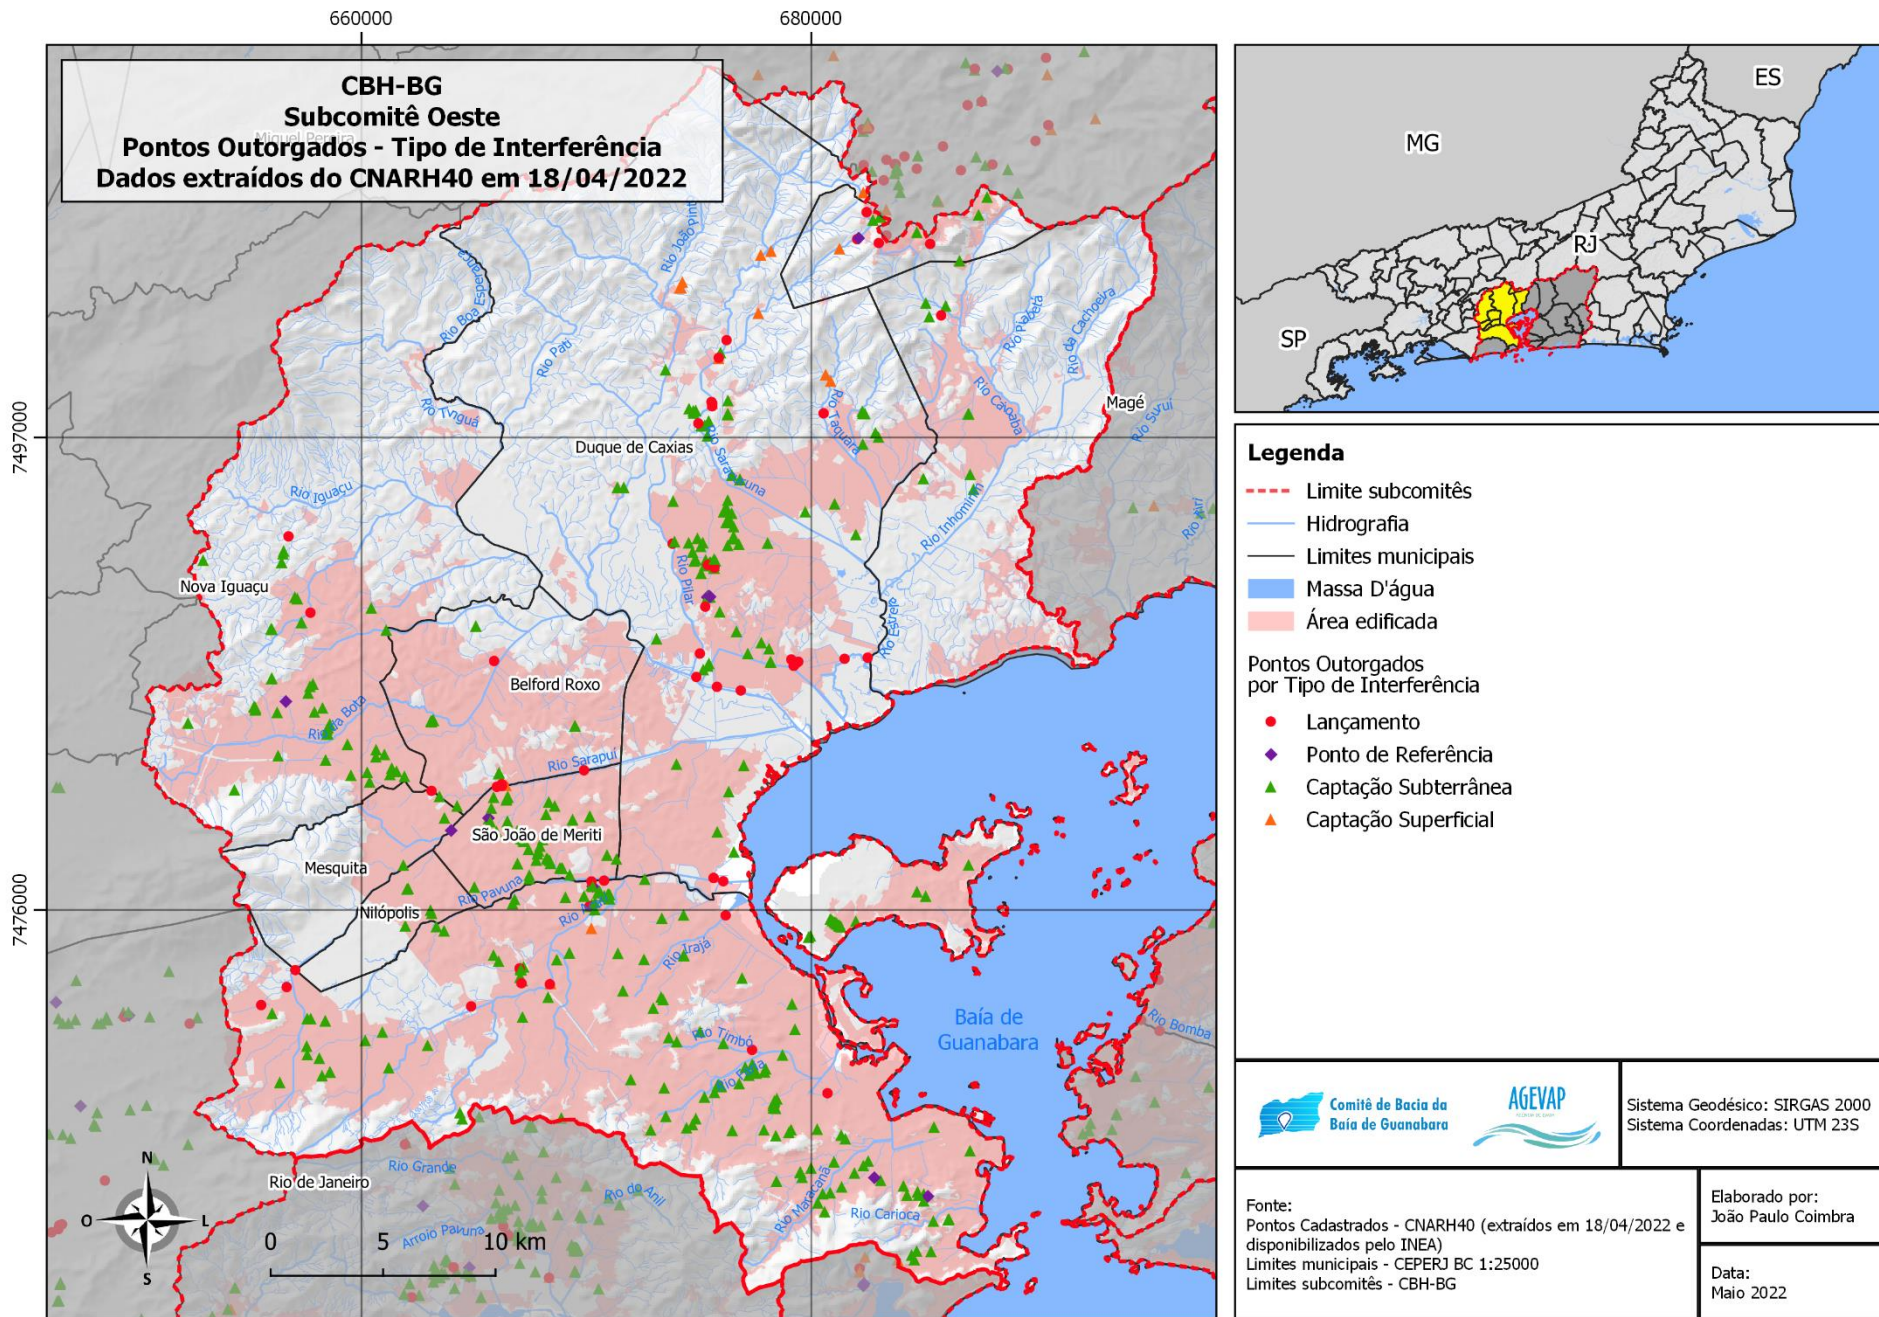 660000
680000
CBH-BG
Subcomitê Oeste
Pontos Outorgados - Tipo de Interferência
Dados extraídos do CNARH40 em 18/04/2022
Miguel Pereira
Rio João Pinto
Rio Boa Esperança
Rio Pati
Rio Tinguá
Rio Iguaçu
Duque de Caxias
Rio Saracuruna
Rio Taquara
Rio Caioaba
Rio Piabetá
Rio da Cachoeira
Magé
Rio Suruí
Rio Iriri
Rio Inhomirim
Rio Estrela
Rio Pilar
Nova Iguaçu
Belford Roxo
Rio da Bota
Rio Sarapuí
São João de Meriti
Mesquita
Nilópolis
Rio Pavuna
Rio Acari
Rio Irajá
Rio Timbó
Baía de
Guanabara
Rio Bomba
Rio de Janeiro
Rio Grande
Rio do Anil
Arroio Pavuna
Rio Maracanã
Rio Carioca
7497000
7476000
N
O
L
S
0 5 10 km
ES
MG
RJ
SP
Legenda
Limite subcomitês
Hidrografia
Limites municipais
Massa D'água
Área edificada
Pontos Outorgados
por Tipo de Interferência
Lançamento
Ponto de Referência
Captação Subterrânea
Captação Superficial
Comitê de Bacia da
Baía de Guanabara
AGEVAP
Sistema Geodésico: SIRGAS 2000
Sistema Coordenadas: UTM 23S
Fonte:
Pontos Cadastrados - CNARH40 (extraídos em 18/04/2022 e
disponibilizados pelo INEA)
Limites municipais - CEPERJ BC 1:25000
Limites subcomitês - CBH-BG
Elaborado por:
João Paulo Coimbra
Data:
Maio 2022